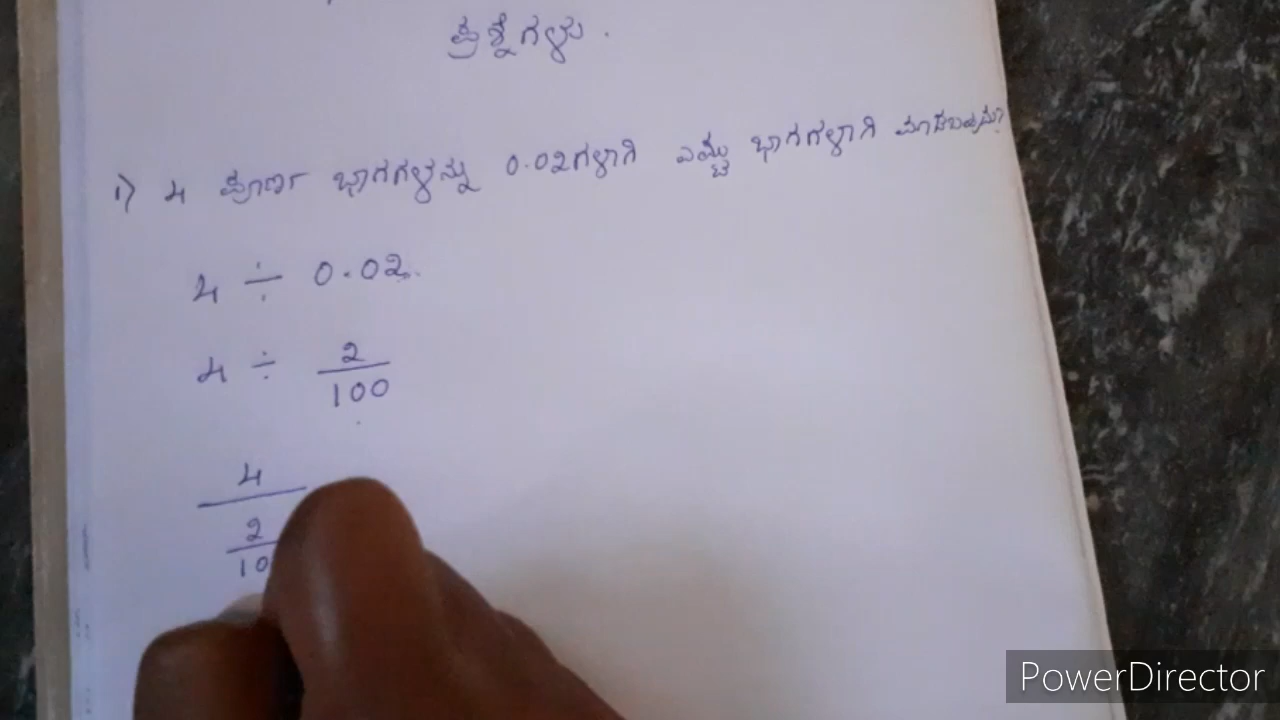 ಪ್ರಶ್ನೆಗಳು.
1) 4 ಪೂರ್ಣ ಭಾಗಗಳನ್ನು 0.02ಗಳಾಗಿ ಎಷ್ಟು ಭಾಗಗಳಾಗಿ ಮಾಡಬಹುದು?
4 ÷ 0.02.
4 ÷ 2
100
4
2
10
PowerDirector